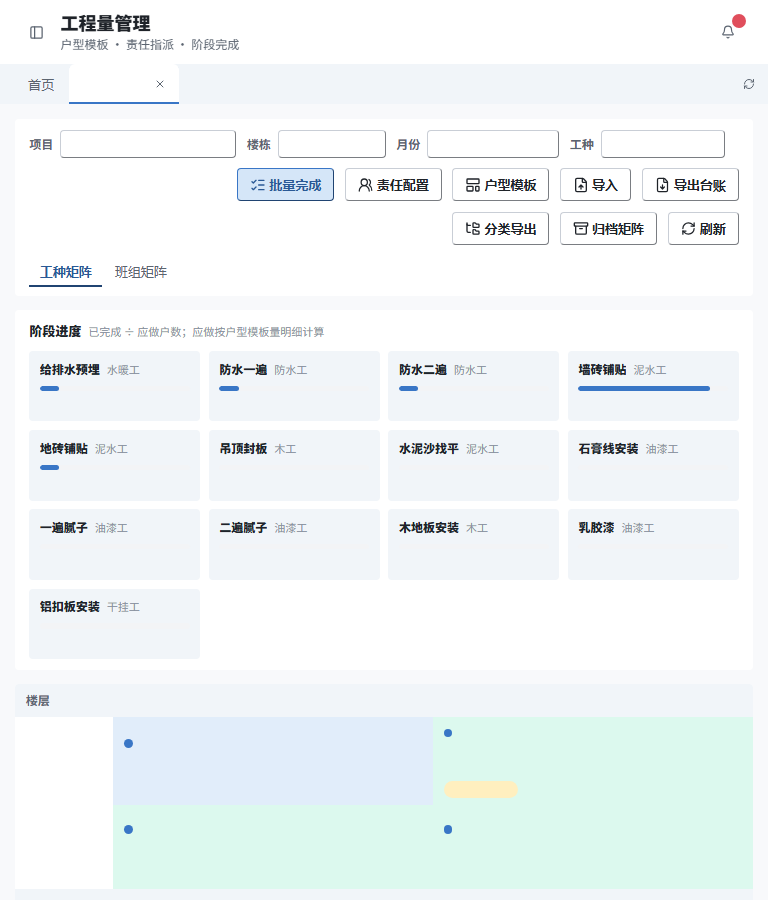 工程量管理
户型模板 • 责任指派 • 阶段完成
首页
项目 楼栋 月份 工种
批量完成 责任配置 户型模板 导入 导出台账
分类导出 归档矩阵 刷新
工种矩阵 班组矩阵
阶段进度 已完成 ÷ 应做户数；应做按户型模板量明细计算
给排水预埋 水暖工 防水一遍 防水工 防水二遍 防水工 墙砖铺贴 泥水工
地砖铺贴 泥水工 吊顶封板 木工 水泥沙找平 泥水工 石膏线安装 油漆工
一遍腻子 油漆工 二遍腻子 油漆工 木地板安装 木工 乳胶漆 油漆工
铝扣板安装 干挂工
楼层